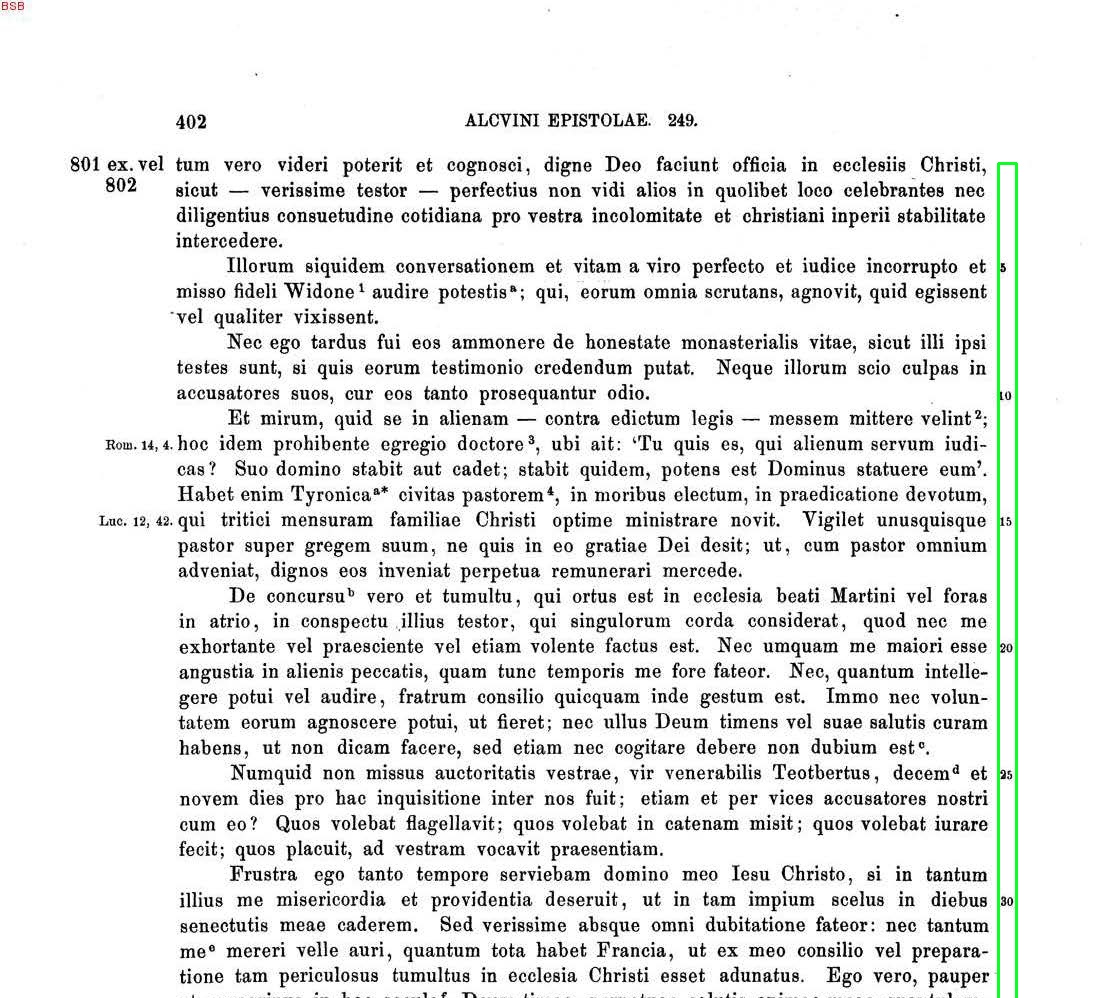 BSB
402 ALCVINI EPISTOLAE. 249.
801 ex. vel tum vero videri poterit et cognosci, digne Deo faciunt officia in ecclesiis Christi,
802 sicut — verissime testor — perfectius non vidi alios in quolibet loco celebrantes nec
diligentius consuetudine cotidiana pro vestra incolomitate et christiani inperii stabilitate
intercedere.
Illorum siquidem conversationem et vitam a viro perfecto et iudice incorrupto et 5
misso fideli Widone¹ audire potestisᵃ; qui, eorum omnia scrutans, agnovit, quid egissent
vel qualiter vixissent.
Nec ego tardus fui eos ammonere de honestate monasterialis vitae, sicut illi ipsi
testes sunt, si quis eorum testimonio credendum putat. Neque illorum scio culpas in
accusatores suos, cur eos tanto prosequantur odio. 10
Et mirum, quid se in alienam — contra edictum legis — messem mittere velint²;
Rom. 14, 4. hoc idem prohibente egregio doctore³, ubi ait: ‘Tu quis es, qui alienum servum iudi-
cas? Suo domino stabit aut cadet; stabit quidem, potens est Dominus statuere eum’.
Habet enim Tyronicaᵃ* civitas pastorem⁴, in moribus electum, in praedicatione devotum,
Luc. 12, 42. qui tritici mensuram familiae Christi optime ministrare novit. Vigilet unusquisque 15
pastor super gregem suum, ne quis in eo gratiae Dei desit; ut, cum pastor omnium
adveniat, dignos eos inveniat perpetua remunerari mercede.
De concursuᵇ vero et tumultu, qui ortus est in ecclesia beati Martini vel foras
in atrio, in conspectu illius testor, qui singulorum corda considerat, quod nec me
exhortante vel praesciente vel etiam volente factus est. Nec umquam me maiori esse 20
angustia in alienis peccatis, quam tunc temporis me fore fateor. Nec, quantum intelle-
gere potui vel audire, fratrum consilio quicquam inde gestum est. Immo nec volun-
tatem eorum agnoscere potui, ut fieret; nec ullus Deum timens vel suae salutis curam
habens, ut non dicam facere, sed etiam nec cogitare debere non dubium estᶜ.
Numquid non missus auctoritatis vestrae, vir venerabilis Teotbertus, decemᵈ et 25
novem dies pro hac inquisitione inter nos fuit; etiam et per vices accusatores nostri
cum eo? Quos volebat flagellavit; quos volebat in catenam misit; quos volebat iurare
fecit; quos placuit, ad vestram vocavit praesentiam.
Frustra ego tanto tempore serviebam domino meo Iesu Christo, si in tantum
illius me misericordia et providentia deseruit, ut in tam impium scelus in diebus 30
senectutis meae caderem. Sed verissime absque omni dubitatione fateor: nec tantum
meᵉ mereri velle auri, quantum tota habet Francia, ut ex meo consilio vel prepara-
tione tam periculosus tumultus in ecclesia Christi esset adunatus. Ego vero, pauper